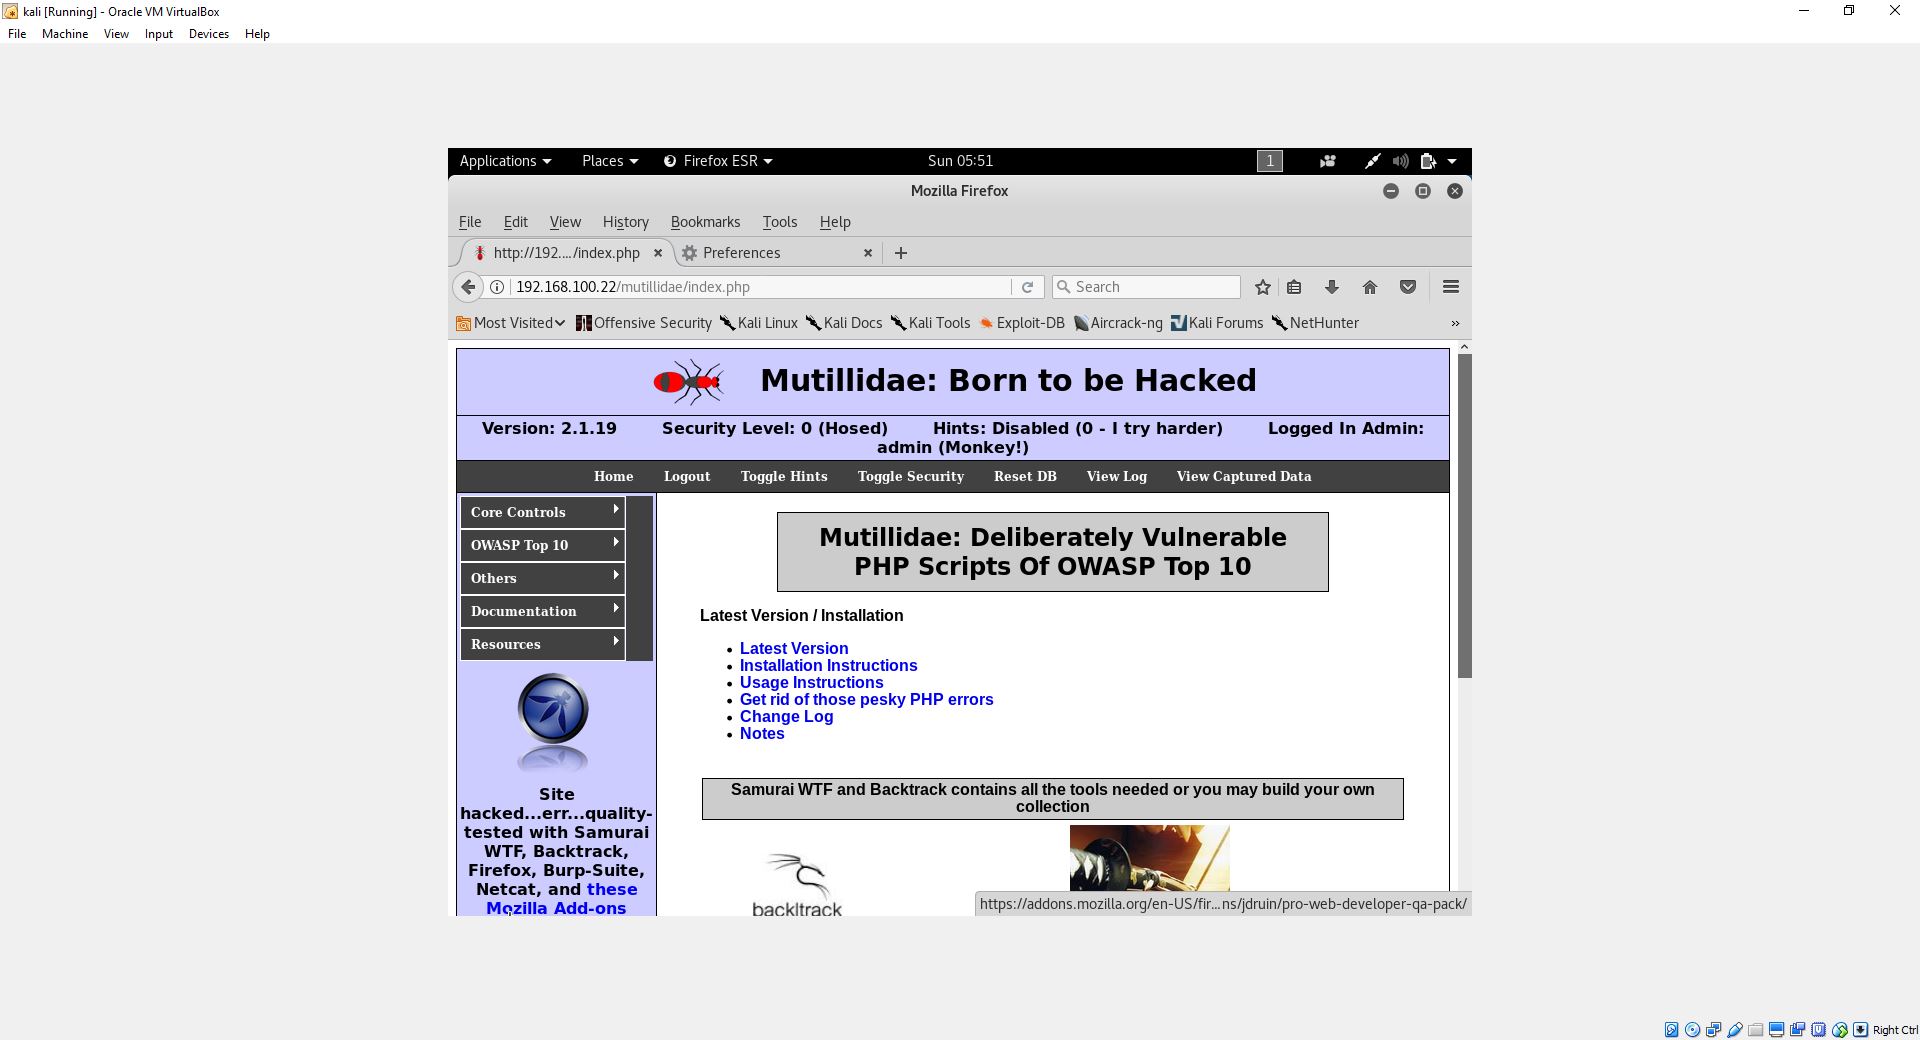 kali [Running] - Oracle VM VirtualBox
File Machine View Input Devices Help
Applications Places Firefox ESR Sun 05:51 1
Mozilla Firefox
File Edit View History Bookmarks Tools Help
http://192.…/index.php Preferences
192.168.100.22/mutillidae/index.php Search
Most Visited Offensive Security Kali Linux Kali Docs Kali Tools Exploit-DB Aircrack-ng Kali Forums NetHunter »
Mutillidae: Born to be Hacked
Version: 2.1.19 Security Level: 0 (Hosed) Hints: Disabled (0 - I try harder) Logged In Admin:
admin (Monkey!)
Home Logout Toggle Hints Toggle Security Reset DB View Log View Captured Data
Core Controls
OWASP Top 10
Others
Documentation
Resources
Site
hacked...err...quality-
tested with Samurai
WTF, Backtrack,
Firefox, Burp-Suite,
Netcat, and these
Mozilla Add-ons
Mutillidae: Deliberately Vulnerable
PHP Scripts Of OWASP Top 10
Latest Version / Installation
• Latest Version
• Installation Instructions
• Usage Instructions
• Get rid of those pesky PHP errors
• Change Log
• Notes
Samurai WTF and Backtrack contains all the tools needed or you may build your own
collection
backltrack
https://addons.mozilla.org/en-US/fir…ns/jdruin/pro-web-developer-qa-pack/
Right Ctrl